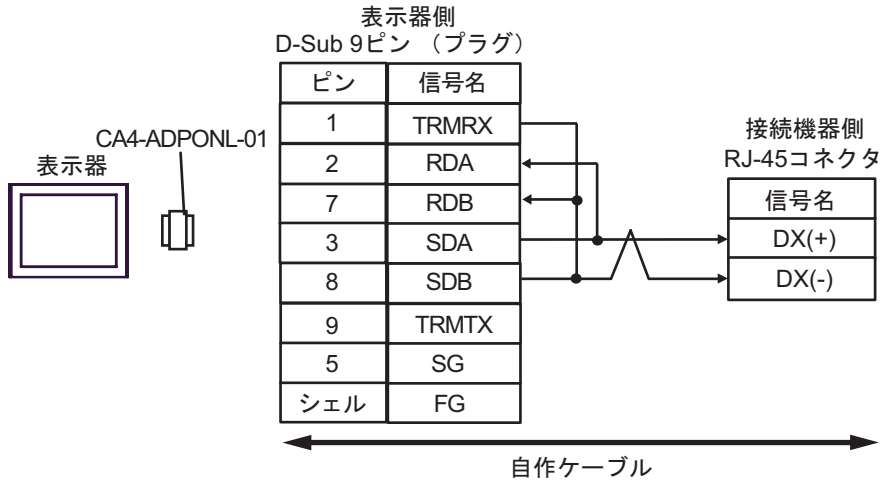 表示器側
D-Sub 9ピン （プラグ）
CA4-ADPONL-01
表示器
ピン 信号名
1 TRMRX
2 RDA
7 RDB
3 SDA
8 SDB
9 TRMTX
5 SG
シェル FG
接続機器側
RJ-45コネクタ
信号名
DX(+)
DX(-)
自作ケーブル